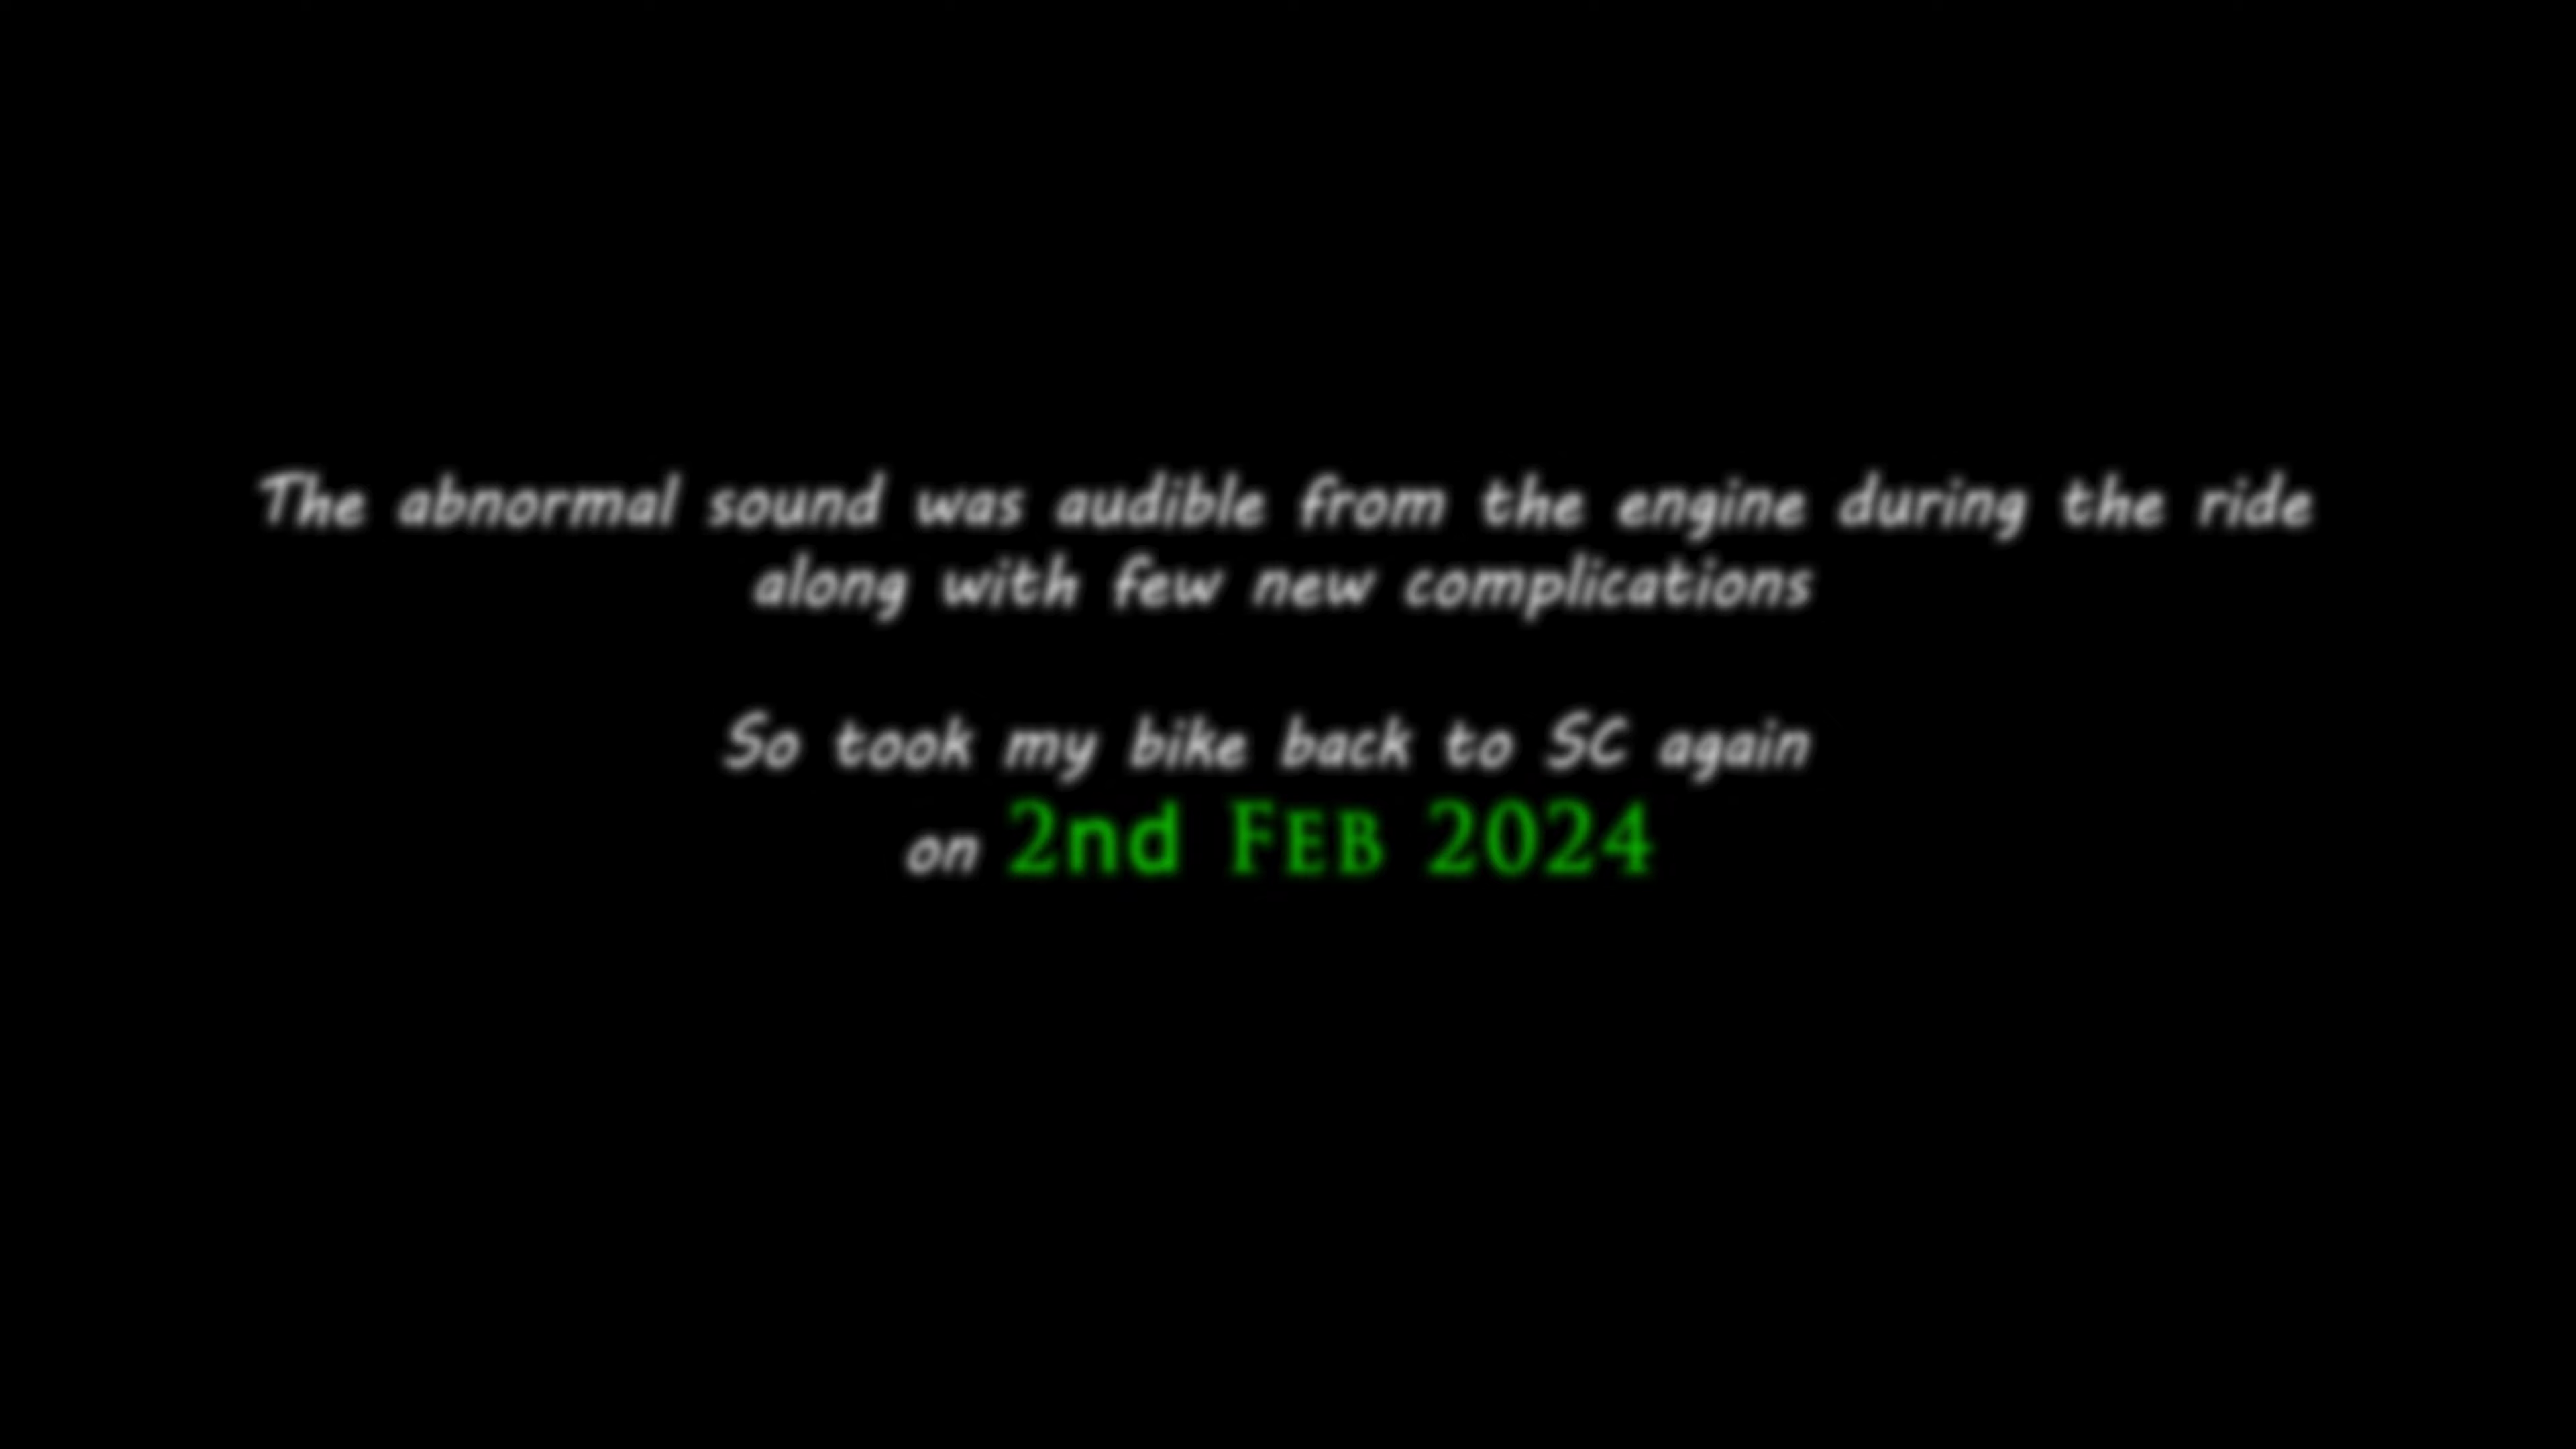 The abnormal sound was audible from the engine during the ride
along with few new complications
So took my bike back to SC again
on 2nd FEB 2024